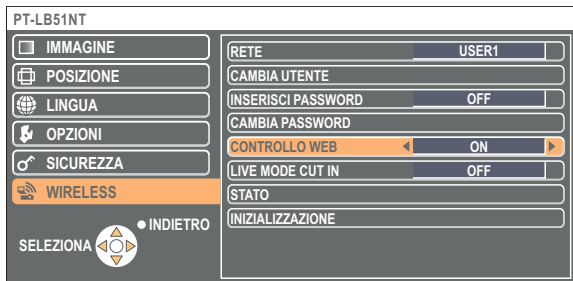 PT-LB51NT
IMMAGINE
POSIZIONE
LINGUA
OPZIONI
SICUREZZA
WIRELESS
INDIETRO
SELEZIONA
RETE USER1
CAMBIA UTENTE
INSERISCI PASSWORD OFF
CAMBIA PASSWORD
CONTROLLO WEB ON
LIVE MODE CUT IN OFF
STATO
INIZIALIZZAZIONE